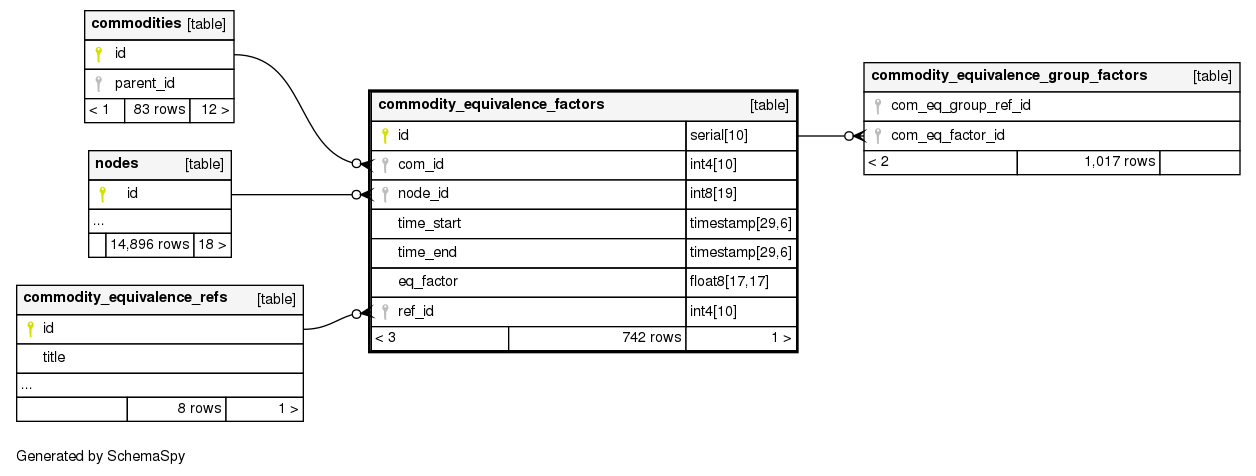 commodities [table]
id
parent_id
< 1 83 rows 12 >
nodes [table]
id
...
14,896 rows 18 >
commodity_equivalence_refs [table]
id
title
...
8 rows 1 >
commodity_equivalence_factors [table]
id serial[10]
com_id int4[10]
node_id int8[19]
time_start timestamp[29,6]
time_end timestamp[29,6]
eq_factor float8[17,17]
ref_id int4[10]
< 3 742 rows 1 >
commodity_equivalence_group_factors [table]
com_eq_group_ref_id
com_eq_factor_id
< 2 1,017 rows
Generated by SchemaSpy